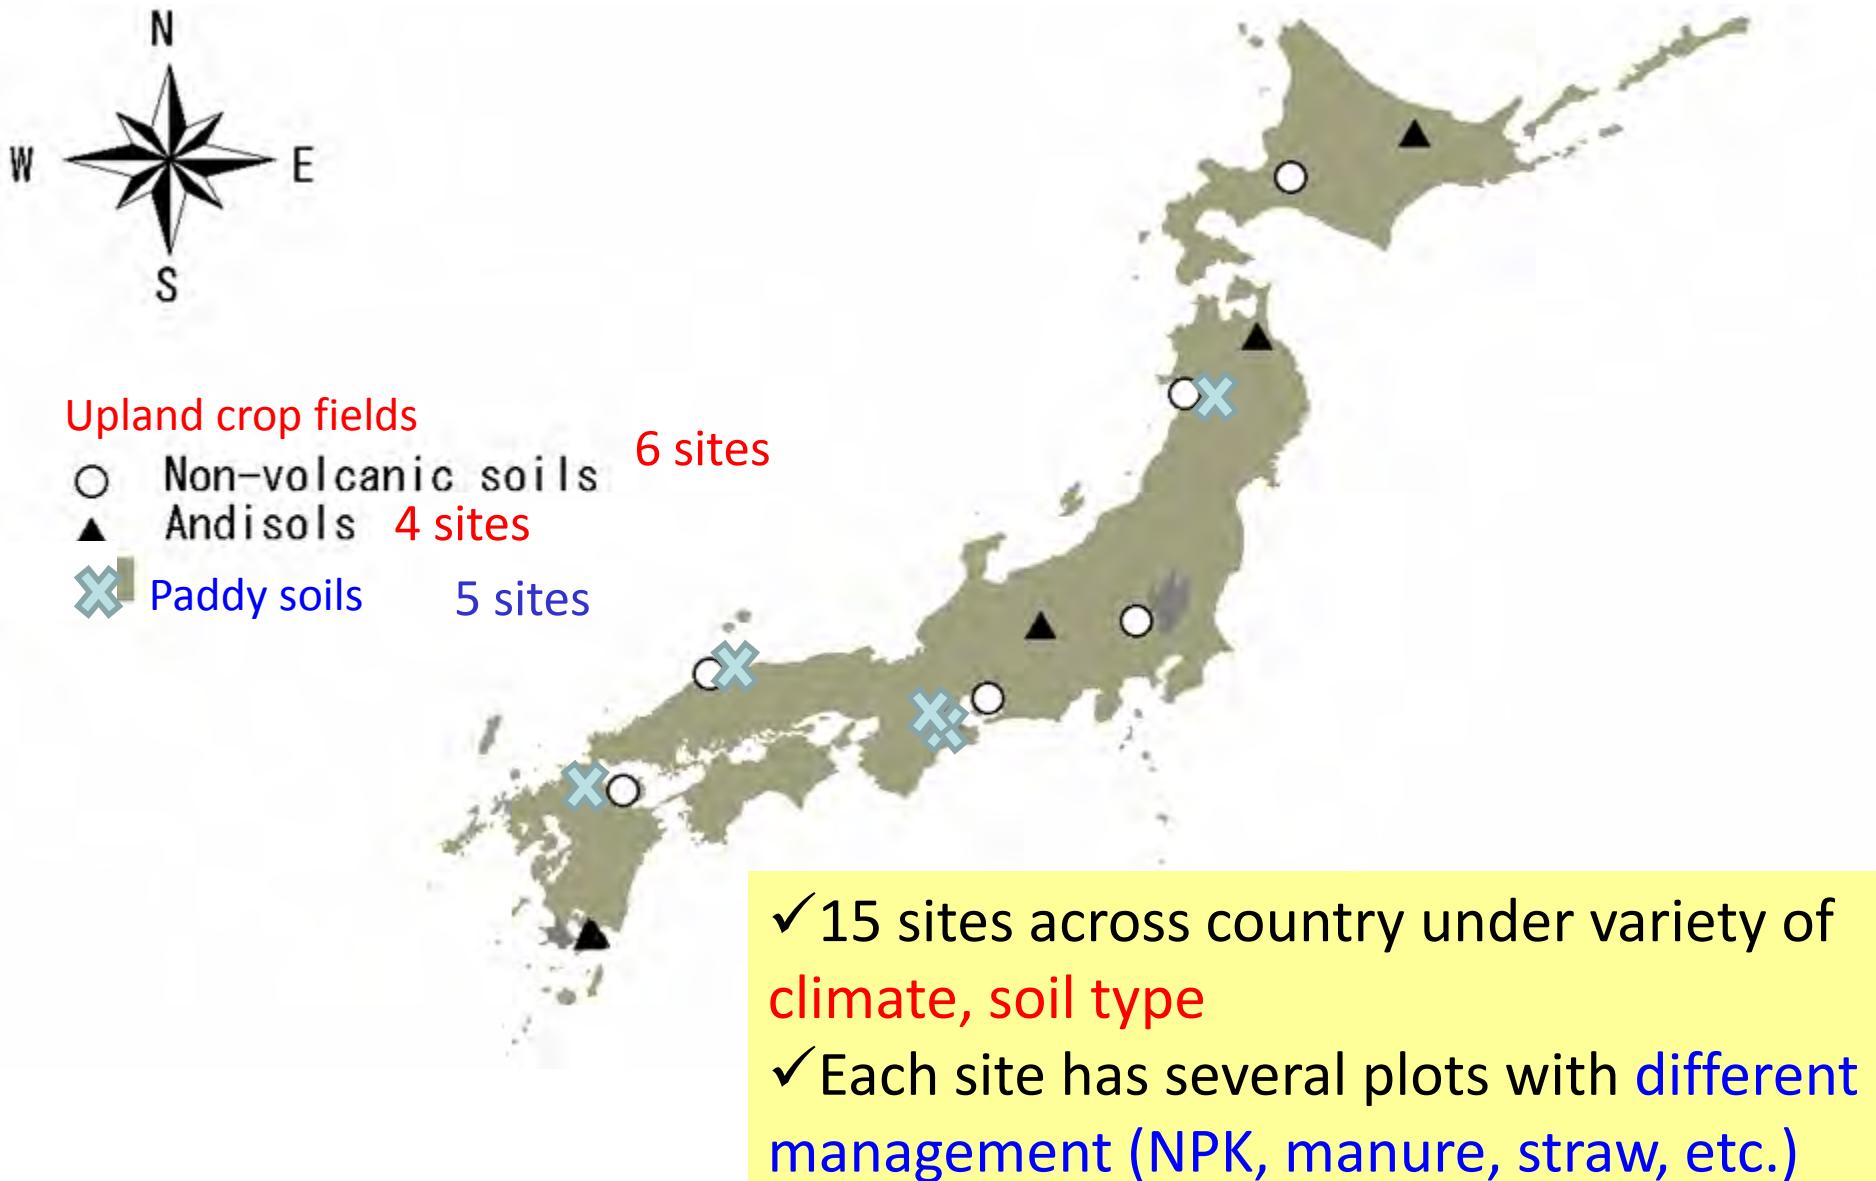 N
W
E
S
Upland crop fields
Non-volcanic soils 6 sites
Andisols 4 sites
Paddy soils 5 sites
✓15 sites across country under variety of
climate, soil type
✓Each site has several plots with different
management (NPK, manure, straw, etc.)